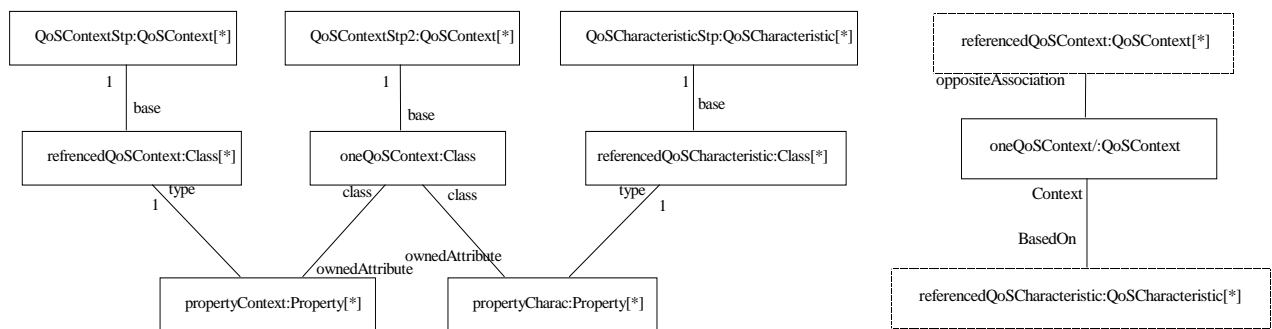 QoSContextStp:QoSContext[*]
QoSContextStp2:QoSContext[*]
QoSCharacteristicStp:QoSCharacteristic[*]
referencedQoSContext:QoSContext[*]
1
1
1
oppositeAssociation
base
base
base
refrencedQoSContext:Class[*]
oneQoSContext:Class
referencedQoSCharacteristic:Class[*]
oneQoSContext/:QoSContext
type
class
class
type
Context
1
1
BasedOn
ownedAttribute
ownedAttribute
propertyContext:Property[*]
propertyCharac:Property[*]
referencedQoSCharacteristic:QoSCharacteristic[*]